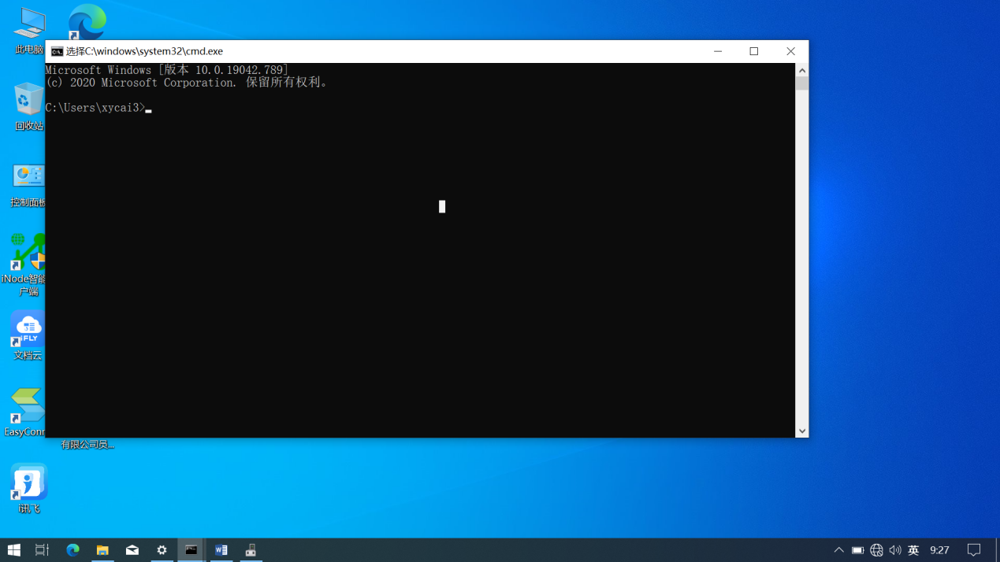 此电脑
选择C:\windows\system32\cmd.exe
Microsoft Windows [版本 10.0.19042.789]
(c) 2020 Microsoft Corporation. 保留所有权利。
C:\Users\xycai3>
回收站
控制面板
iNode智能
户端
iFLY
文档云
EasyConn
有限公司员...
i讯飞
英
9:27